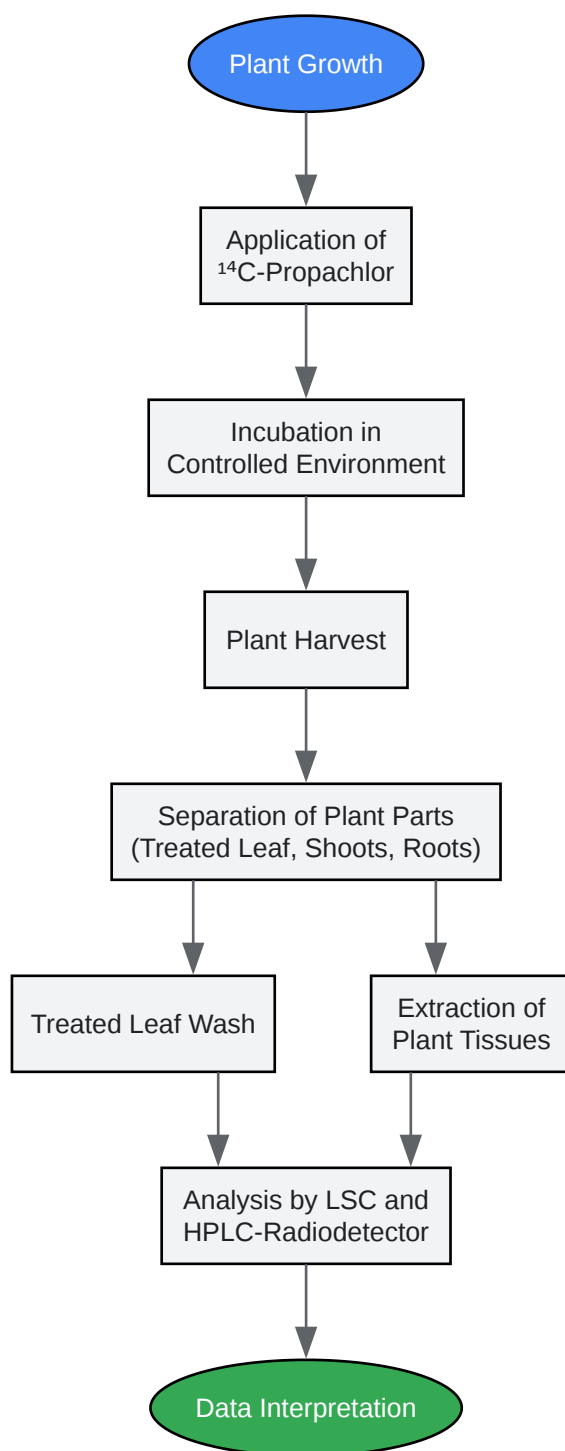 Plant Growth
Application of
¹⁴C-Propachlor
Incubation in
Controlled Environment
Plant Harvest
Separation of Plant Parts
(Treated Leaf, Shoots, Roots)
Treated Leaf Wash
Extraction of
Plant Tissues
Analysis by LSC and
HPLC-Radiodetector
Data Interpretation